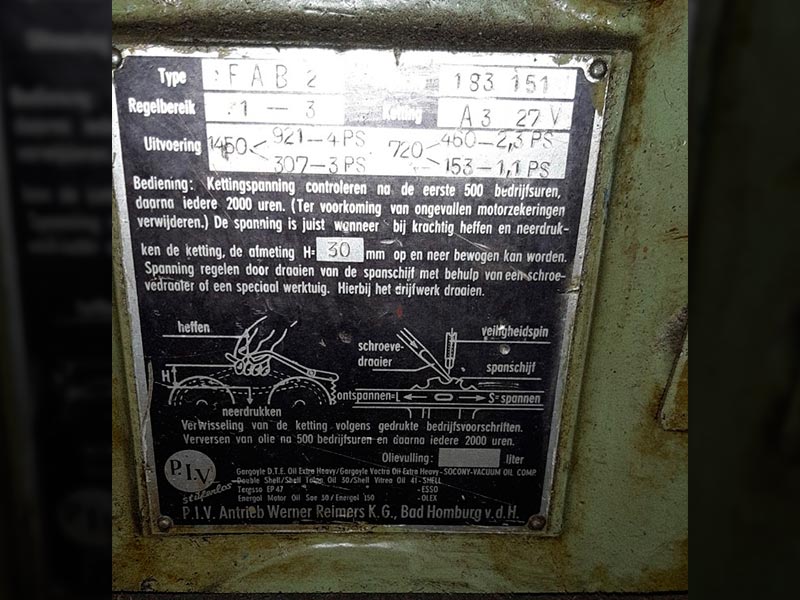 Type FAB 2 183 151
Regelbereik 1 — 3 Ketting A3 27 V
Uitvoering 1450 < 921—4 PS 720 < 460—2,3 PS
307—3 PS 153—1,1 PS
Bediening: Kettingspanning controleren na de eerste 500 bedrijfsuren,
daarna iedere 2000 uren. (Ter voorkoming van ongevallen motorzekeringen
verwijderen.) De spanning is juist wanneer bij krachtig heffen en neerdruk-
ken de ketting, de afmeting H= 30 mm op en neer bewogen kan worden.
Spanning regelen door draaien van de spanschijf met behulp van een schroe-
vedraaier of een speciaal werktuig. Hierbij het drijfwerk draaien.
heffen
veiligheidspin
schroeve-
draaier
spanschijf
H
ontspannen=L S=spannen
neerdrukken
Verwisseling van de ketting volgens gedrukte bedrijfsvoorschriften.
Verversen van olie na 500 bedrijfsuren en daarna iedere 2000 uren.
Olievulling: liter
P.I.V.
stufenlos
Gargoyle D.T.E. Oil Extra Heavy/Gargoyle Vactra Oil Extra Heavy - SOCONY-VACUUM OIL COMP.
Double Shell/Shell Talpa Oil 30/Shell Vitrea Oil 41 - SHELL
Teresso EP 47 - ESSO
Energol Motor Oil Sae 30/Energol 150 - OLEX
P.I.V. Antrieb Werner Reimers K.G., Bad Homburg v.d.H.